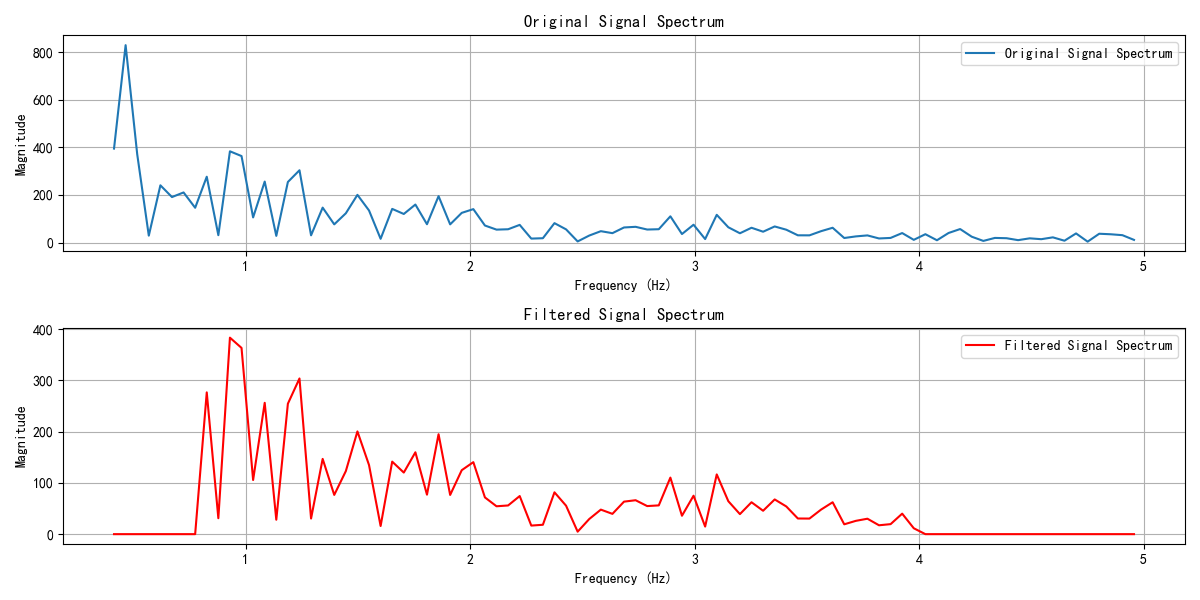 Original Signal Spectrum
Original Signal Spectrum
Magnitude
800
600
400
200
0
1 2 3 4 5
Frequency (Hz)
Filtered Signal Spectrum
Filtered Signal Spectrum
Magnitude
400
300
200
100
0
1 2 3 4 5
Frequency (Hz)